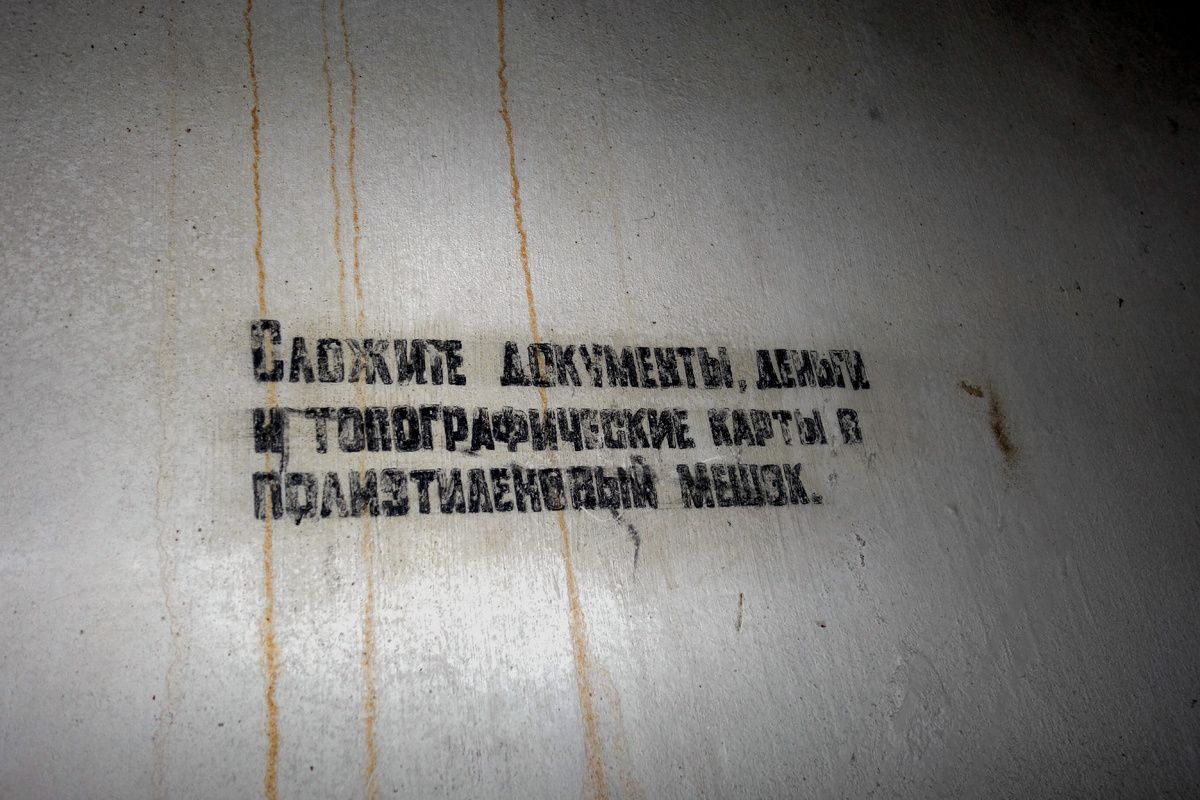 Сложите документы, деньги
и топографические карты в
полиэтиленовый мешок.